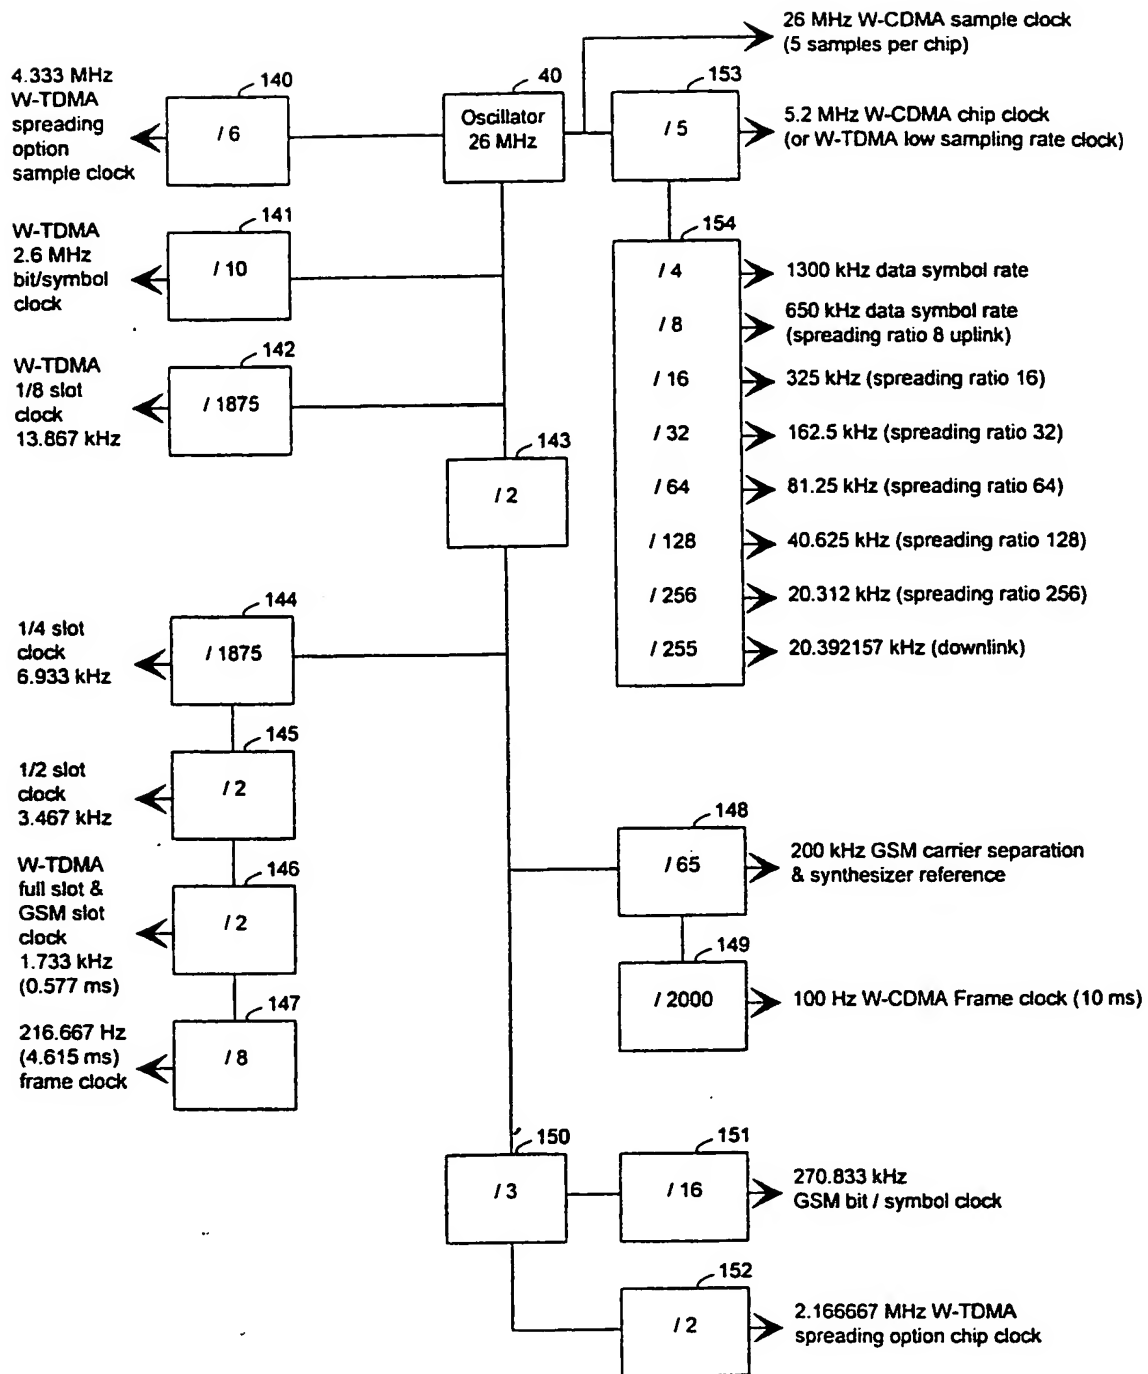 26 MHz W-CDMA sample clock
(5 samples per chip)
4.333 MHz
W-TDMA
spreading
option
sample clock
140
/ 6
40
Oscillator
26 MHz
153
/ 5
5.2 MHz W-CDMA chip clock
(or W-TDMA low sampling rate clock)
W-TDMA
2.6 MHz
bit/symbol
clock
141
/ 10
154
/ 4
1300 kHz data symbol rate
/ 8
650 kHz data symbol rate
(spreading ratio 8 uplink)
/ 16
325 kHz (spreading ratio 16)
/ 32
162.5 kHz (spreading ratio 32)
/ 64
81.25 kHz (spreading ratio 64)
/ 128
40.625 kHz (spreading ratio 128)
/ 256
20.312 kHz (spreading ratio 256)
/ 255
20.392157 kHz (downlink)
W-TDMA
1/8 slot
clock
13.867 kHz
142
/ 1875
143
/ 2
1/4 slot
clock
6.933 kHz
144
/ 1875
1/2 slot
clock
3.467 kHz
145
/ 2
W-TDMA
full slot &
GSM slot
clock
1.733 kHz
(0.577 ms)
146
/ 2
216.667 Hz
(4.615 ms)
frame clock
147
/ 8
148
/ 65
200 kHz GSM carrier separation
& synthesizer reference
149
/ 2000
100 Hz W-CDMA Frame clock (10 ms)
150
/ 3
151
/ 16
270.833 kHz
GSM bit / symbol clock
152
/ 2
2.166667 MHz W-TDMA
spreading option chip clock